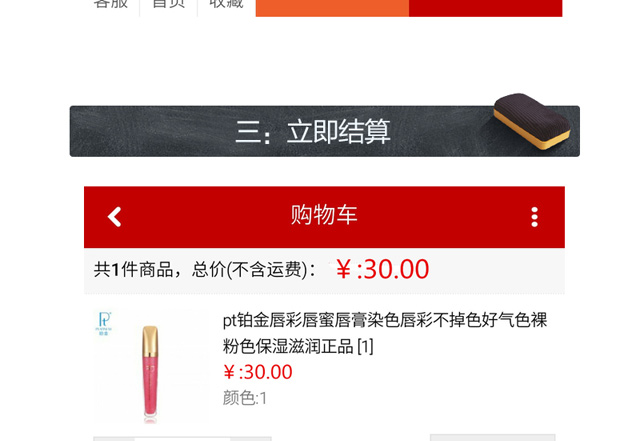 客服 首页 收藏
三：立即结算
购物车
共1件商品，总价(不含运费)： ￥:30.00
Pt
pt铂金唇彩唇蜜唇膏染色唇彩不掉色好气色裸
粉色保湿滋润正品 [1]
￥:30.00
颜色:1